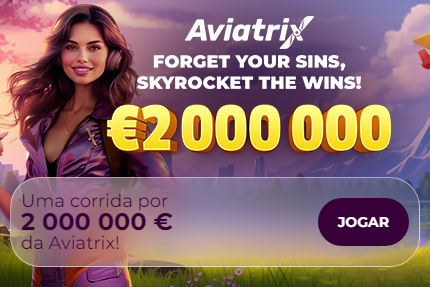 Aviatrix
FORGET YOUR SINS,
SKYROCKET THE WINS!
€2 000 000
Uma corrida por
2 000 000 €
da Aviatrix!
JOGAR